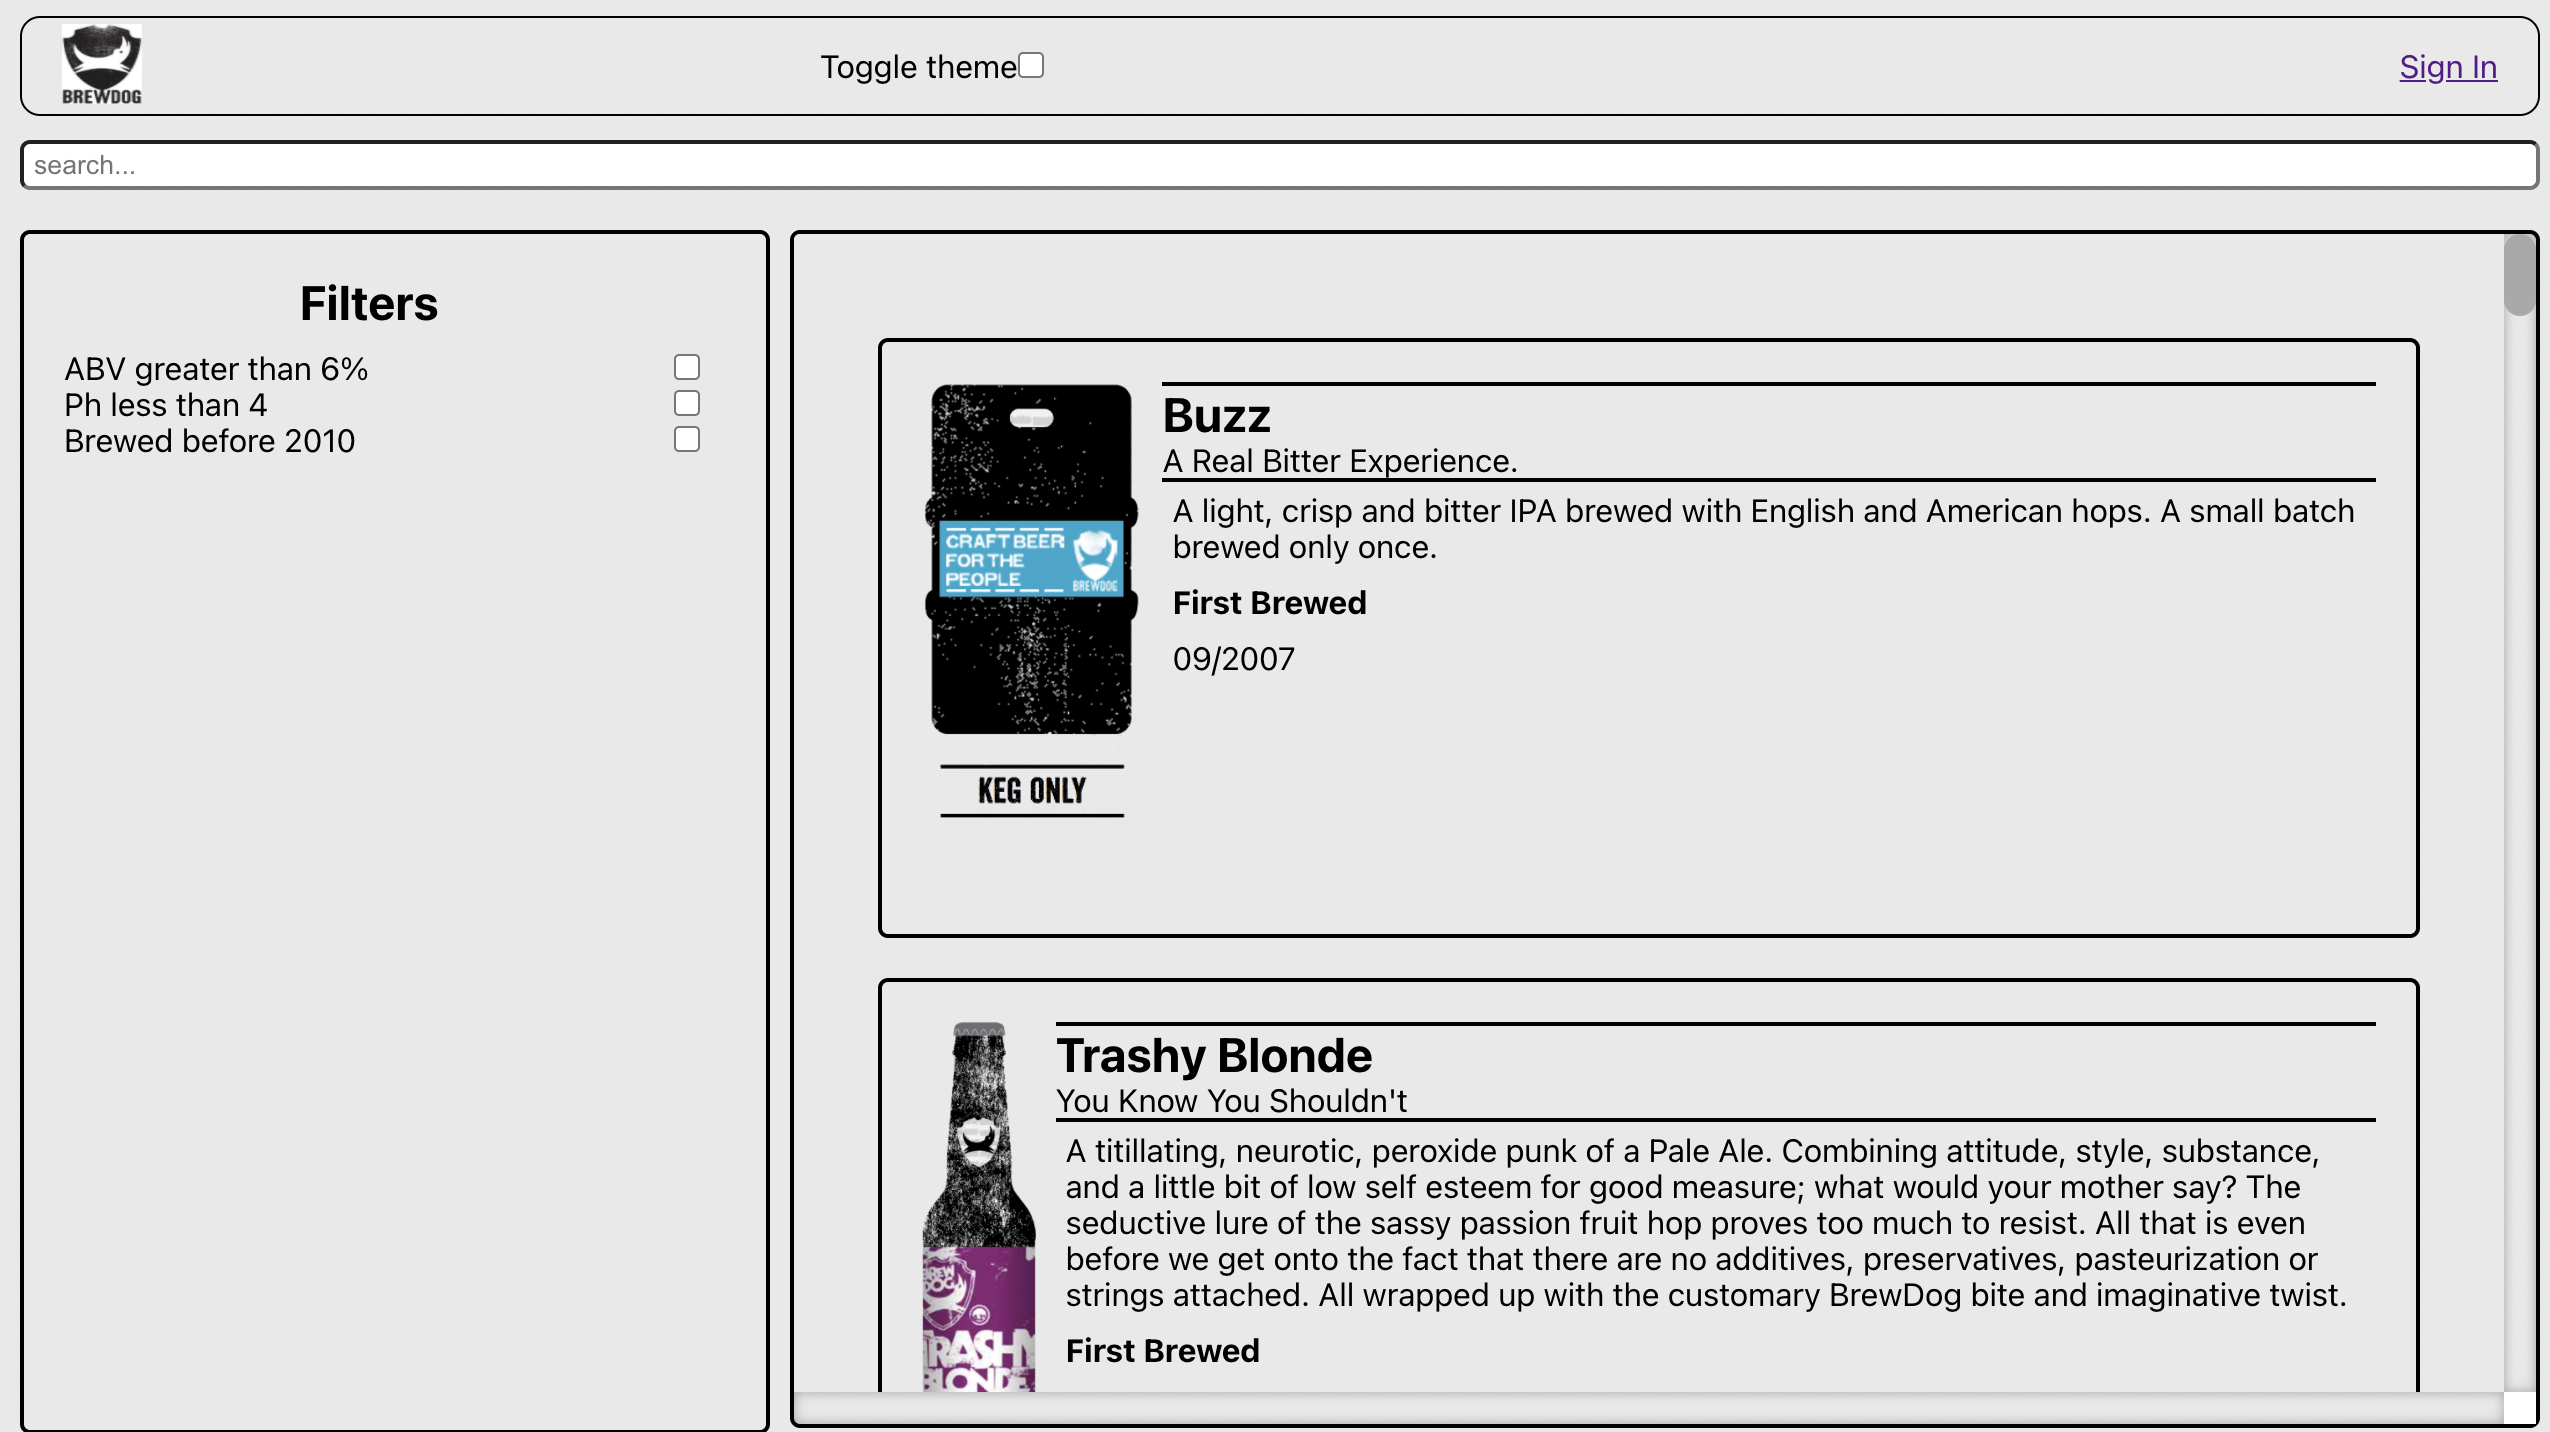 BREWDOG
Toggle theme
Sign In
search...
Filters
ABV greater than 6%
Ph less than 4
Brewed before 2010
CRAFT BEER
FOR THE
PEOPLE
BREWDOG
KEG ONLY
Buzz
A Real Bitter Experience.
A light, crisp and bitter IPA brewed with English and American hops. A small batch
brewed only once.
First Brewed
09/2007
BREW
DOG
TRASHY
BLONDE
Trashy Blonde
You Know You Shouldn't
A titillating, neurotic, peroxide punk of a Pale Ale. Combining attitude, style, substance,
and a little bit of low self esteem for good measure; what would your mother say? The
seductive lure of the sassy passion fruit hop proves too much to resist. All that is even
before we get onto the fact that there are no additives, preservatives, pasteurization or
strings attached. All wrapped up with the customary BrewDog bite and imaginative twist.
First Brewed